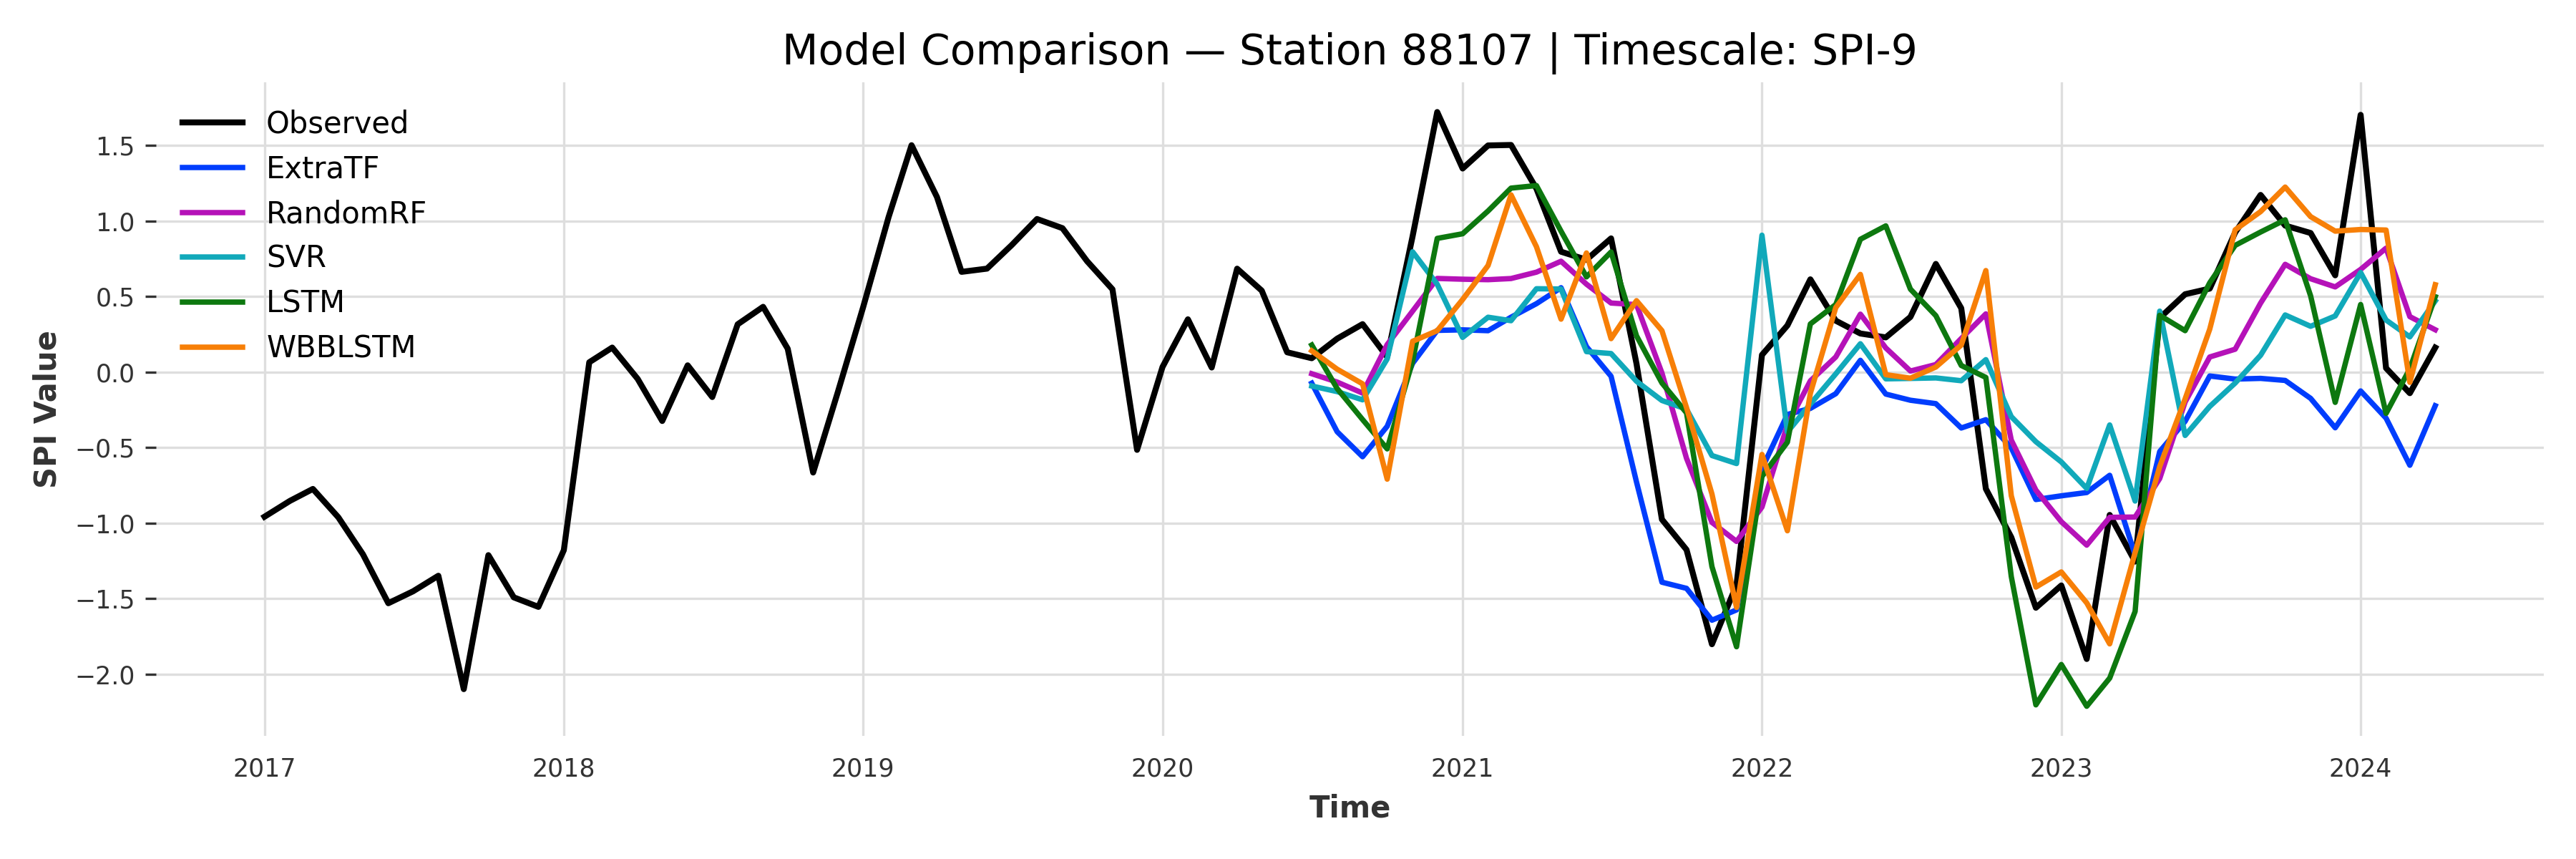 Model Comparison — Station 88107 | Timescale: SPI-9
Observed
ExtraTF
RandomRF
SVR
LSTM
WBBLSTM
SPI Value
1.5
1.0
0.5
0.0
−0.5
−1.0
−1.5
−2.0
2017 2018 2019 2020 2021 2022 2023 2024
Time